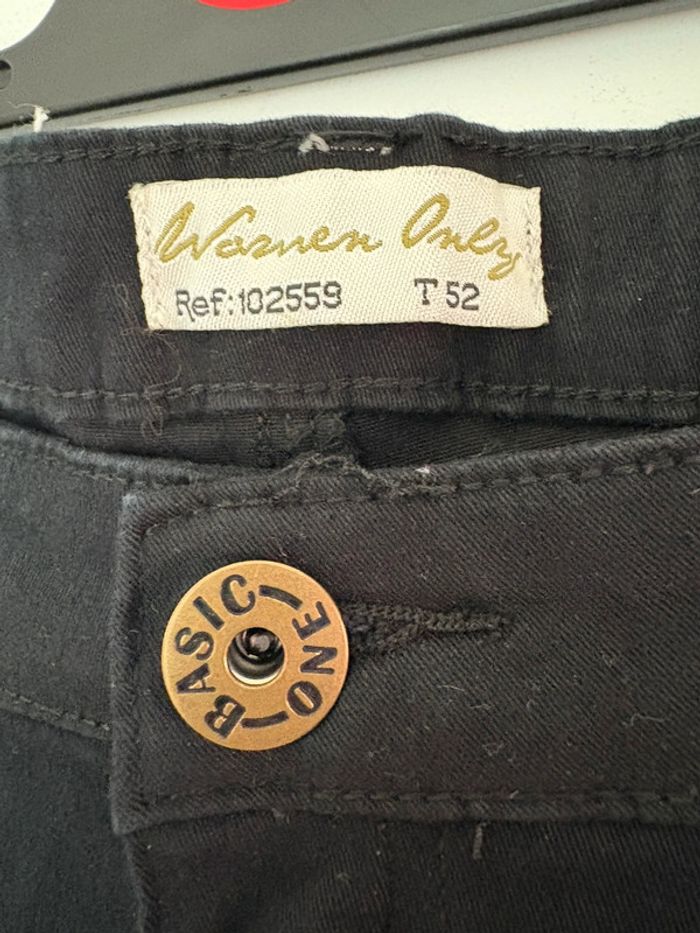 Women Only
Ref:102559 T 52
BASIC ONE